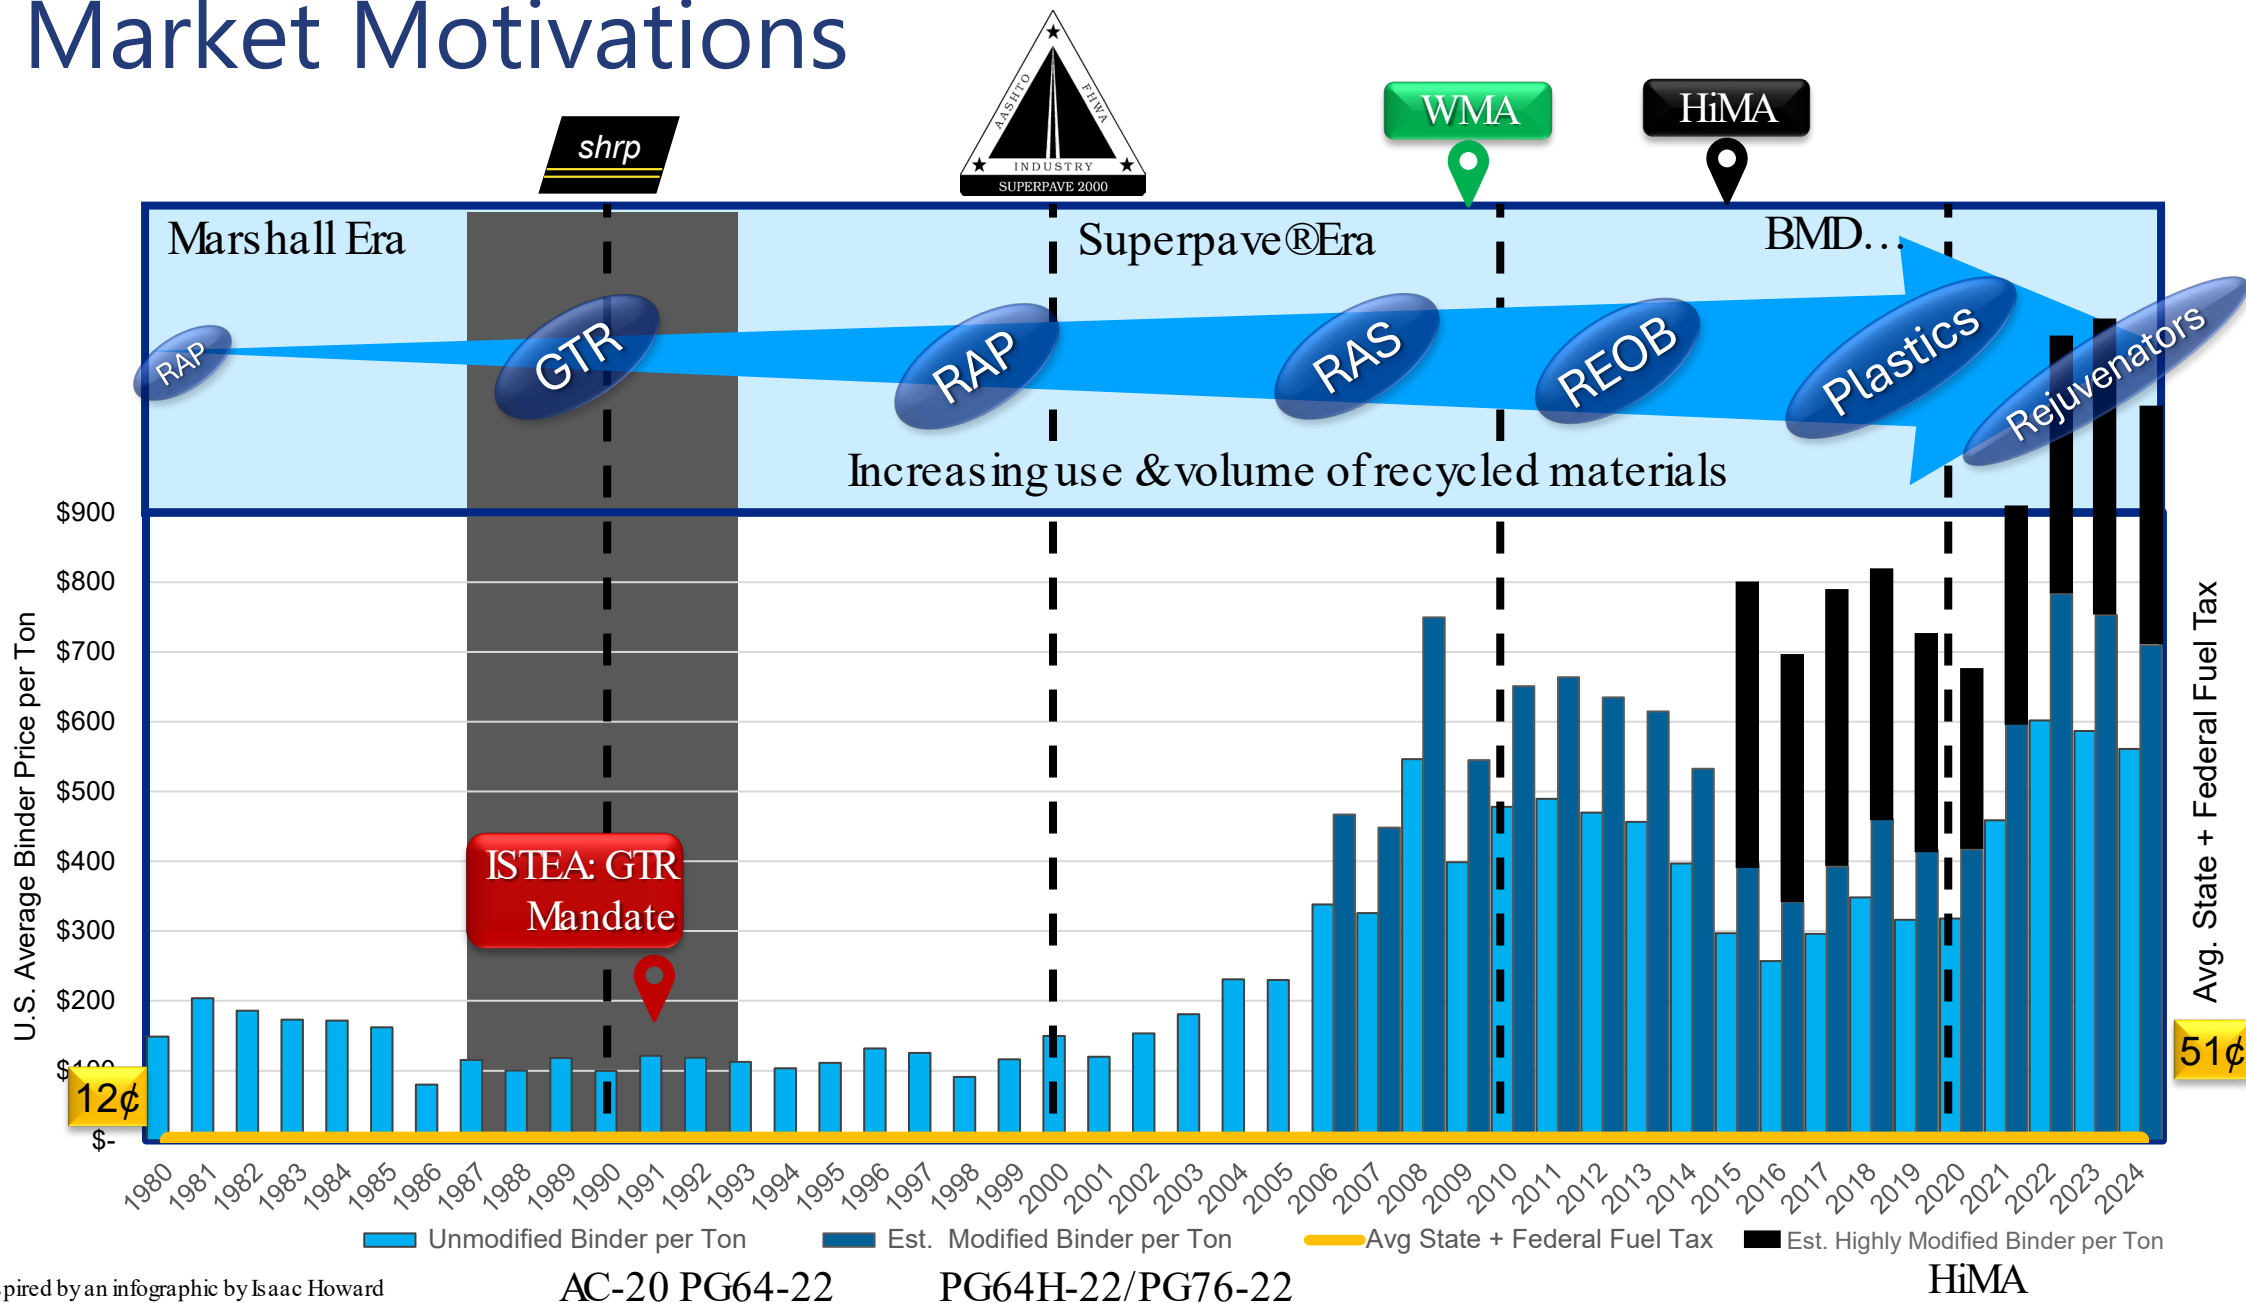 Market Motivations
shrp
AASHTO
FHWA
INDUSTRY
SUPERPAVE 2000
WMA
HiMA
Marshall Era
Superpave®Era
BMD...
RAP
GTR
RAP
RAS
REOB
Plastics
Rejuvenators
Increasing use & volume of recycled materials
U.S. Average Binder Price per Ton
$900
$800
$700
$600
$500
$400
$300
$200
$100
$-
12¢
ISTEA: GTR
Mandate
Avg. State + Federal Fuel Tax
51¢
1980 1981 1982 1983 1984 1985 1986 1987 1988 1989 1990 1991 1992 1993 1994 1995 1996 1997 1998 1999 2000 2001 2002 2003 2004 2005 2006 2007 2008 2009 2010 2011 2012 2013 2014 2015 2016 2017 2018 2019 2020 2021 2022 2023 2024
Unmodified Binder per Ton Est. Modified Binder per Ton Avg State + Federal Fuel Tax Est. Highly Modified Binder per Ton
pired by an infographic by Isaac Howard
AC-20 PG64-22
PG64H-22/PG76-22
HiMA